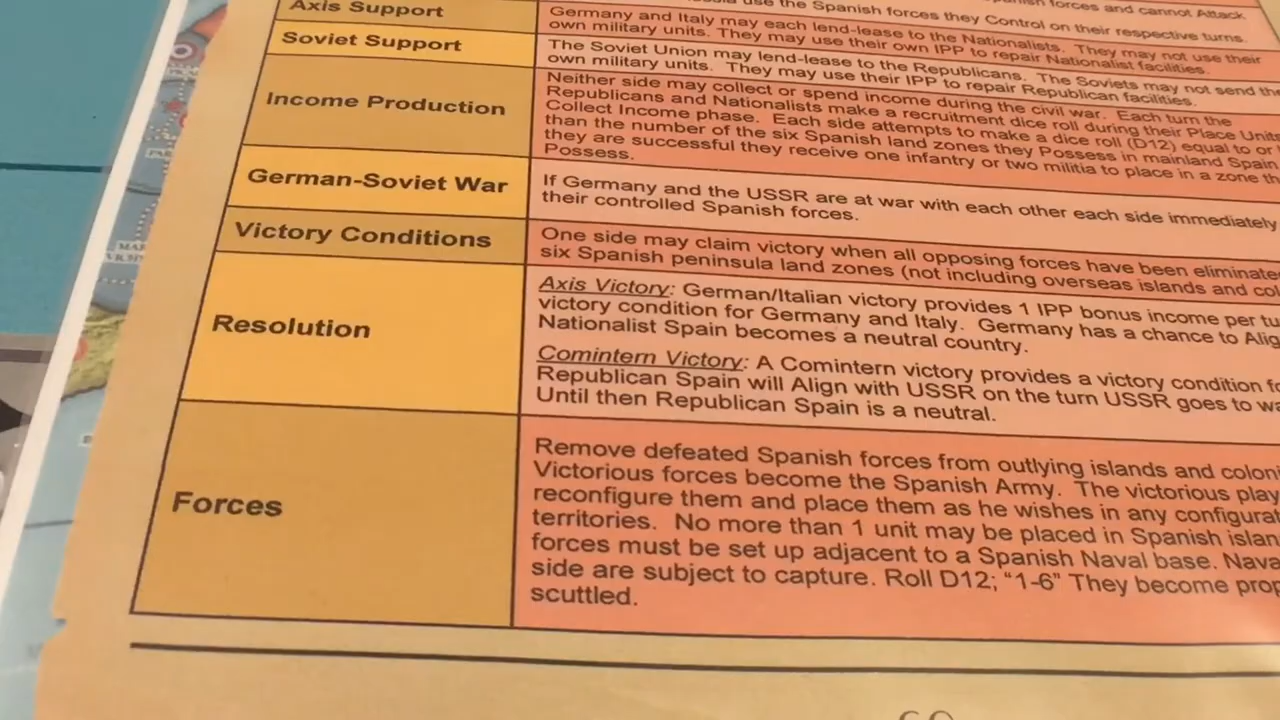 use the Spanish forces they Control on their respective turns.
forces and cannot Attack
Axis Support
Germany and Italy may each lend-lease to the Nationalists. They may not use their
own military units. They may use their own IPP to repair Nationalist facilities.
Soviet Support
The Soviet Union may lend-lease to the Republicans. The Soviets may not send
own military units. They may use their IPP to repair Republican facilities.
Income Production
Neither side may collect or spend income during the civil war. Each turn the
Republicans and Nationalists make a recruitment dice roll during their Place Units
Collect Income phase. Each side attempts to make a dice roll (D12) equal to or
than the number of the six Spanish land zones they Possess in mainland Spain
they are successful they receive one infantry or two militia to place in a zone
Possess.
German-Soviet War
If Germany and the USSR are at war with each other each side immediately
their controlled Spanish forces.
Victory Conditions
One side may claim victory when all opposing forces have been eliminate
six Spanish peninsula land zones (not including overseas islands and col
Resolution
Axis Victory: German/Italian victory provides 1 IPP bonus income per tu
victory condition for Germany and Italy. Germany has a chance to Alig
Nationalist Spain becomes a neutral country.
Comintern Victory: A Comintern victory provides a victory condition fo
Republican Spain will Align with USSR on the turn USSR goes to wa
Until then Republican Spain is a neutral.
Forces
Remove defeated Spanish forces from outlying islands and coloni
Victorious forces become the Spanish Army. The victorious play
reconfigure them and place them as he wishes in any configurat
territories. No more than 1 unit may be placed in Spanish islan
forces must be set up adjacent to a Spanish Naval base. Nava
side are subject to capture. Roll D12; “1-6” They become prop
scuttled.